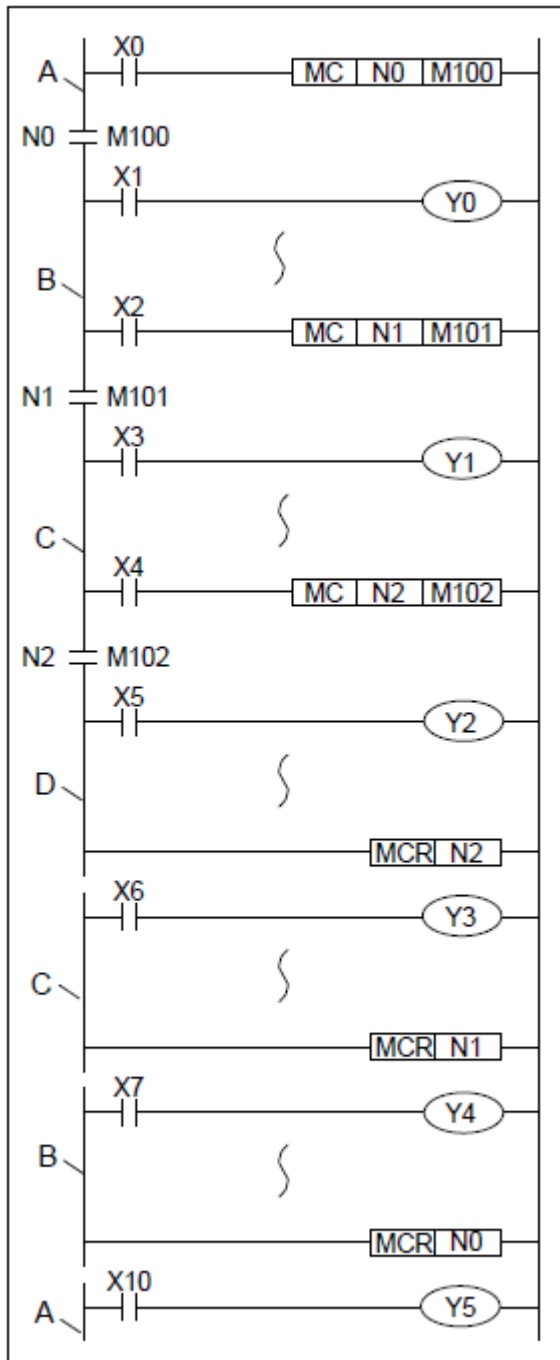 X0
A MC N0 M100
N0 M100
X1
Y0
B
X2
MC N1 M101
N1 M101
X3
Y1
C
X4
MC N2 M102
N2 M102
X5
Y2
D
MCR N2
X6
Y3
C
MCR N1
X7
Y4
B
MCR N0
X10
Y5
A